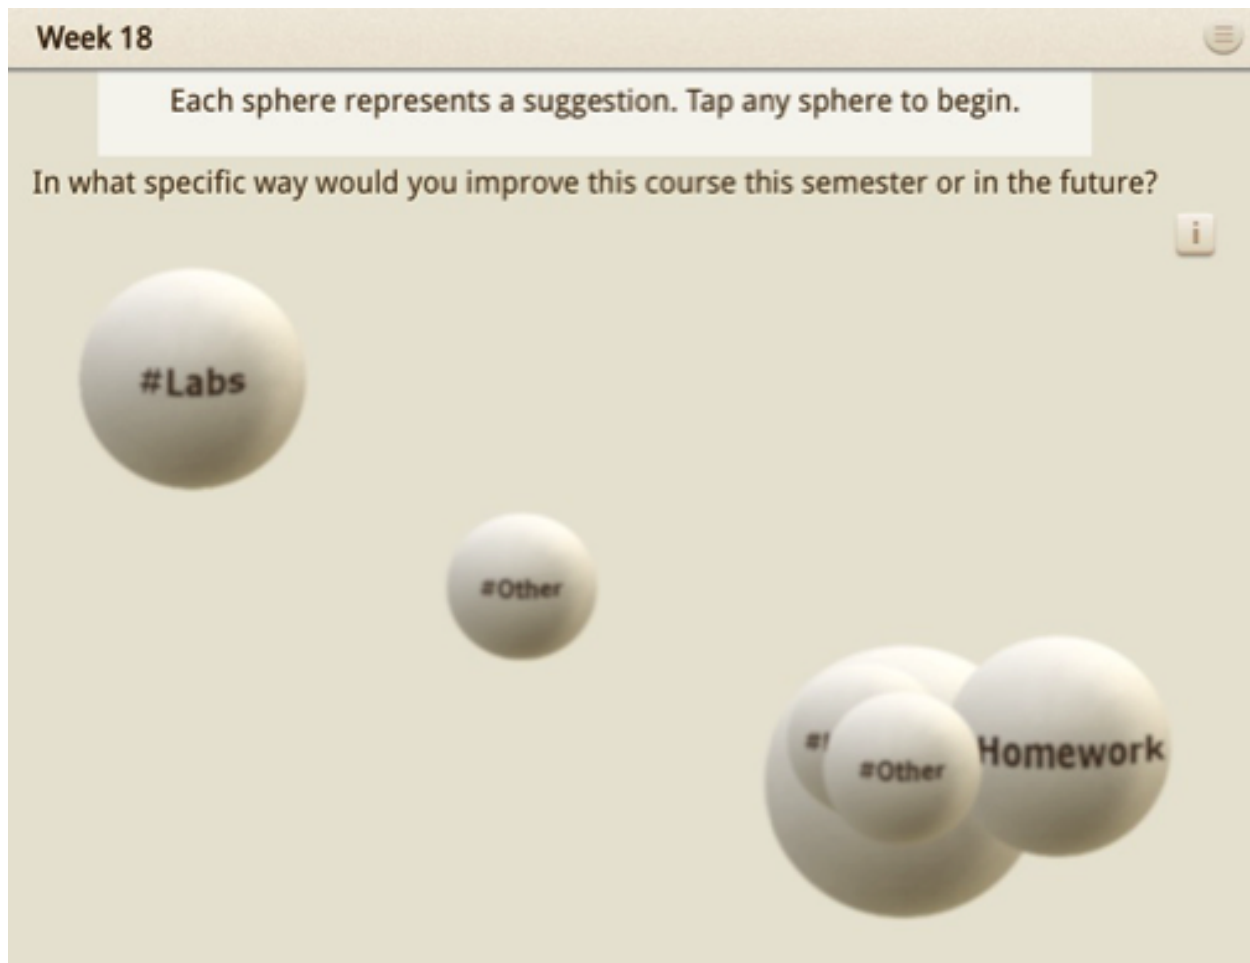 Week 18
Each sphere represents a suggestion. Tap any sphere to begin.
In what specific way would you improve this course this semester or in the future?
i
#Labs
#Other
Homework
#Other